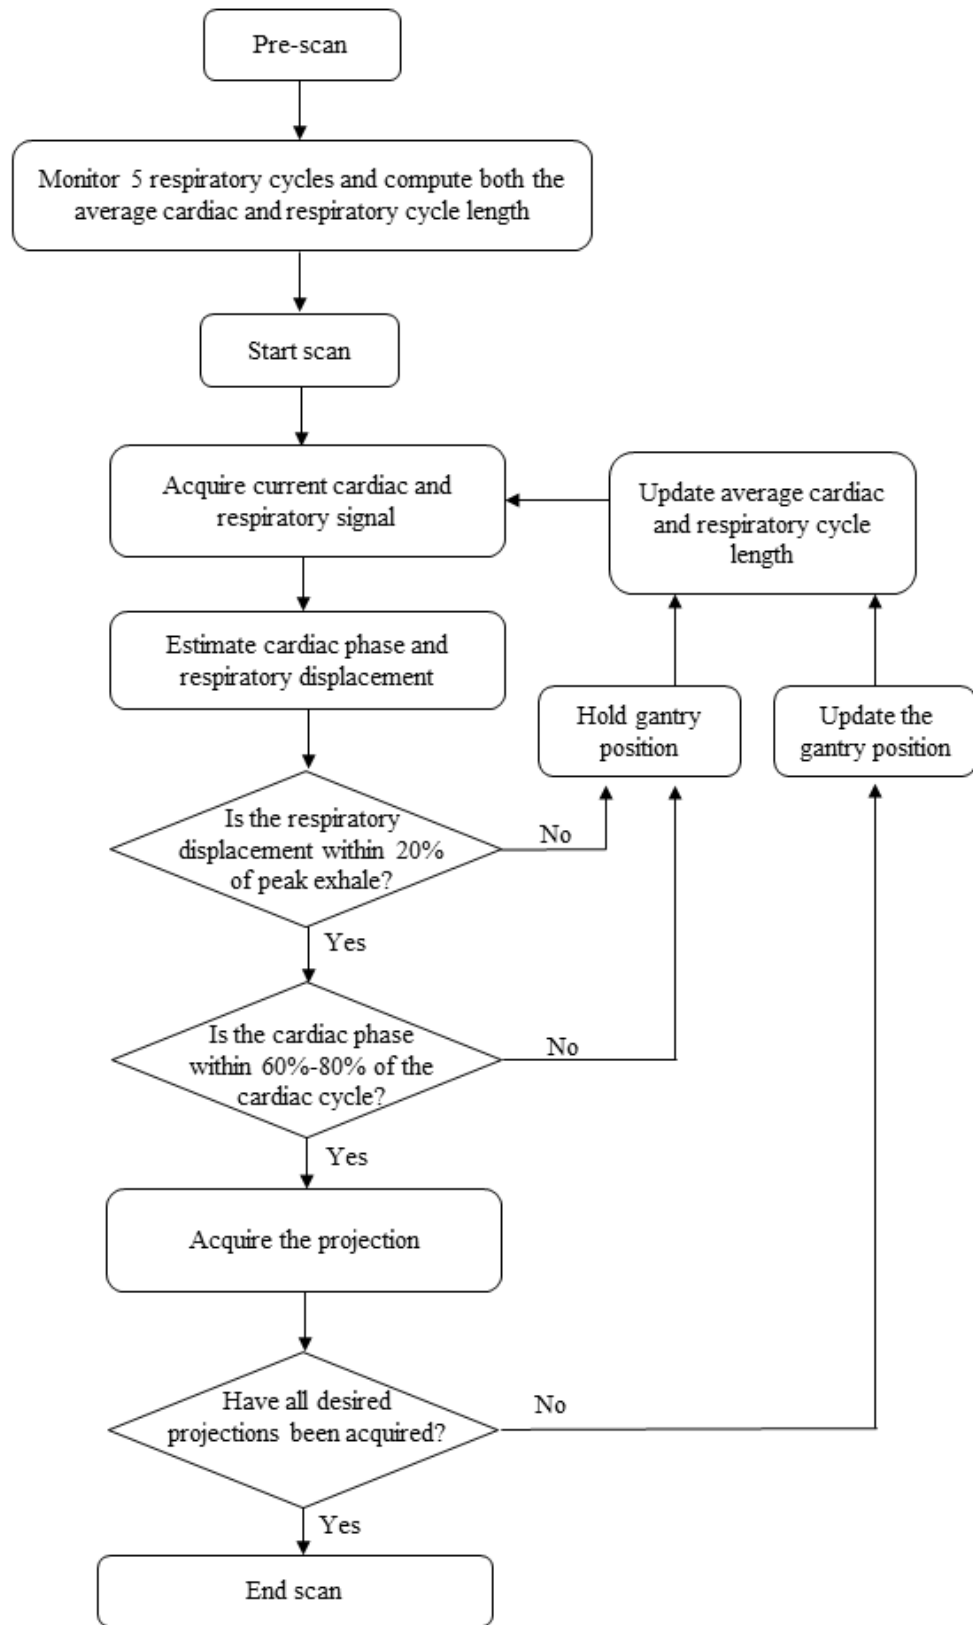 Pre-scan
Monitor 5 respiratory cycles and compute both the
average cardiac and respiratory cycle length
Start scan
Acquire current cardiac and
respiratory signal
Update average cardiac
and respiratory cycle
length
Estimate cardiac phase and
respiratory displacement
Hold gantry
position
Update the
gantry position
Is the respiratory
displacement within 20%
of peak exhale?
No
Yes
Is the cardiac phase
within 60%-80% of the
cardiac cycle?
No
Yes
Acquire the projection
Have all desired
projections been acquired?
No
Yes
End scan